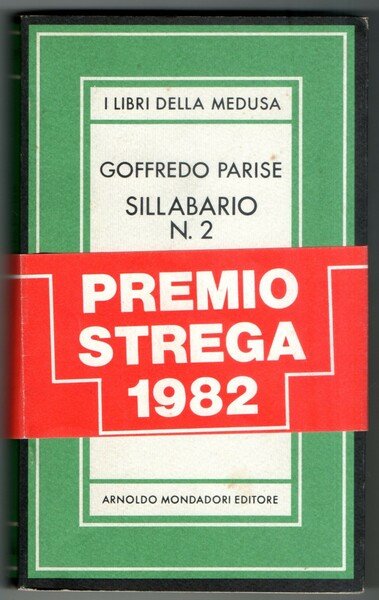 I LIBRI DELLA MEDUSA
GOFFREDO PARISE
SILLABARIO
N. 2
PREMIO
STREGA
1982
ARNOLDO MONDADORI EDITORE